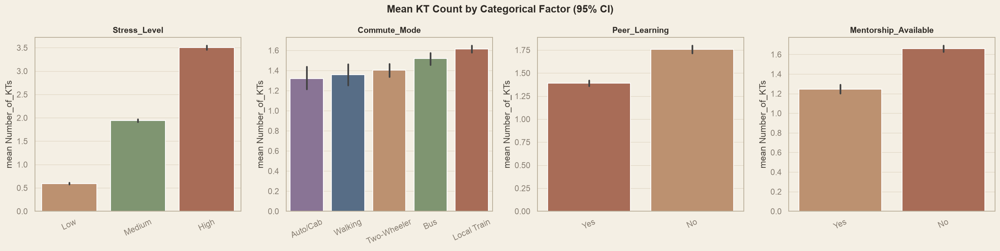 Mean KT Count by Categorical Factor (95% CI)
Stress_Level
mean Number_of_KTs
3.5
3.0
2.5
2.0
1.5
1.0
0.5
0.0
Low
Medium
High
Commute_Mode
mean Number_of_KTs
1.6
1.4
1.2
1.0
0.8
0.6
0.4
0.2
0.0
Auto/Cab
Walking
Two-Wheeler
Bus
Local Train
Peer_Learning
mean Number_of_KTs
1.75
1.50
1.25
1.00
0.75
0.50
0.25
0.00
Yes
No
Mentorship_Available
mean Number_of_KTs
1.6
1.4
1.2
1.0
0.8
0.6
0.4
0.2
0.0
Yes
No